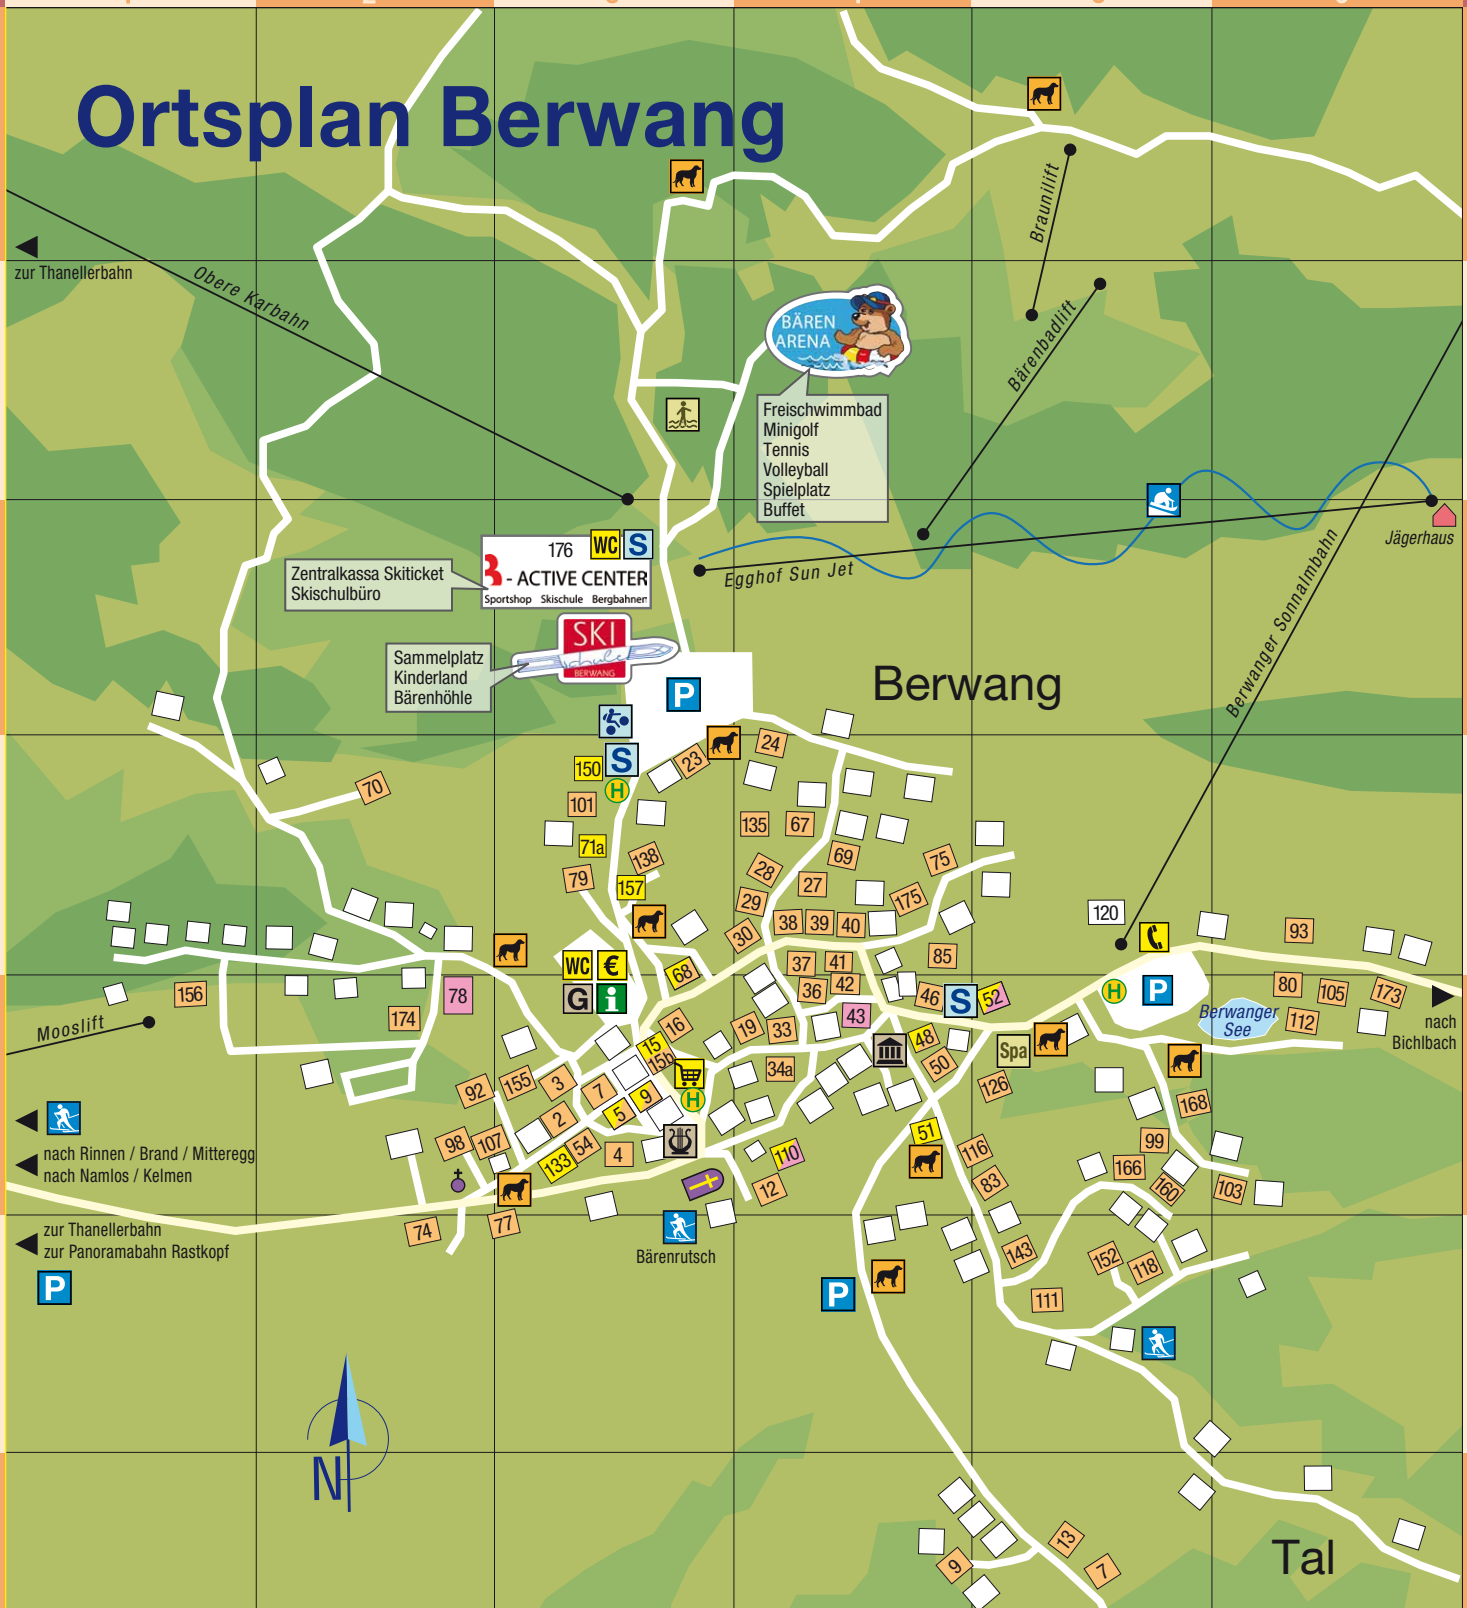 Ortsplan Berwang
zur Thanellerbahn
Obere Karbahn
Braunilift
Bärenbadlift
BÄREN
ARENA
Freischwimmbad
Minigolf
Tennis
Volleyball
Spielplatz
Buffet
Jägerhaus
Egghof Sun Jet
Berwanger Sonnalmbahn
176
WC
S
- ACTIVE CENTER
Sportshop Skischule Bergbahnen
Zentralkassa Skiticket
Skischulbüro
SKI
schule
BERWANG
Sammelplatz
Kinderland
Bärenhöhle
P
Berwang
S
150
H
23
24
70
101
71a
79
138
157
135
67
69
28
27
29
75
175
38
39
40
30
120
93
WC
€
G
i
68
37
41
36
42
85
46
S
52
H
P
Berwanger
See
80
105
173
112
nach
Bichlbach
156
78
174
Mooslift
16
15
15b
19
33
43
34a
48
50
Spa
126
92
155
3
7
2
5
9
H
98
107
54
133
4
110
12
51
116
83
168
99
166
160
103
nach Rinnen / Brand / Mitteregg
nach Namlos / Kelmen
zur Thanellerbahn
zur Panoramabahn Rastkopf
P
74
77
Bärenrutsch
P
143
152
118
111
N
9
13
7
Tal